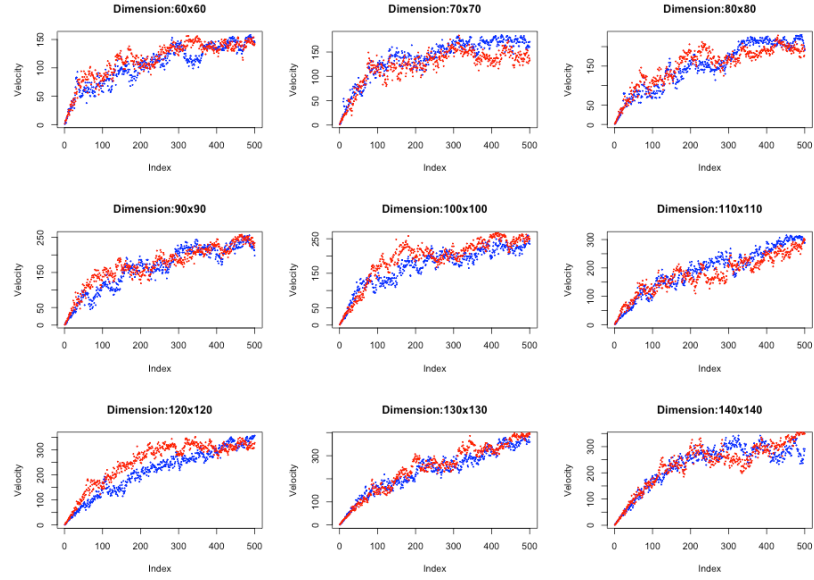 Dimension:60x60
Dimension:70x70
Dimension:80x80
Velocity
0 50 100 150
0 100 200 300 400 500
Index
Velocity
0 50 100 150
0 100 200 300 400 500
Index
Velocity
0 50 150
0 100 200 300 400 500
Index
Dimension:90x90
Dimension:100x100
Dimension:110x110
Velocity
0 50 150 250
0 100 200 300 400 500
Index
Velocity
0 50 150 250
0 100 200 300 400 500
Index
Velocity
0 100 200 300
0 100 200 300 400 500
Index
Dimension:120x120
Dimension:130x130
Dimension:140x140
Velocity
0 100 200 300
0 100 200 300 400 500
Index
Velocity
0 100 200 400
0 100 200 300 400 500
Index
Velocity
0 100 200 300
0 100 200 300 400 500
Index